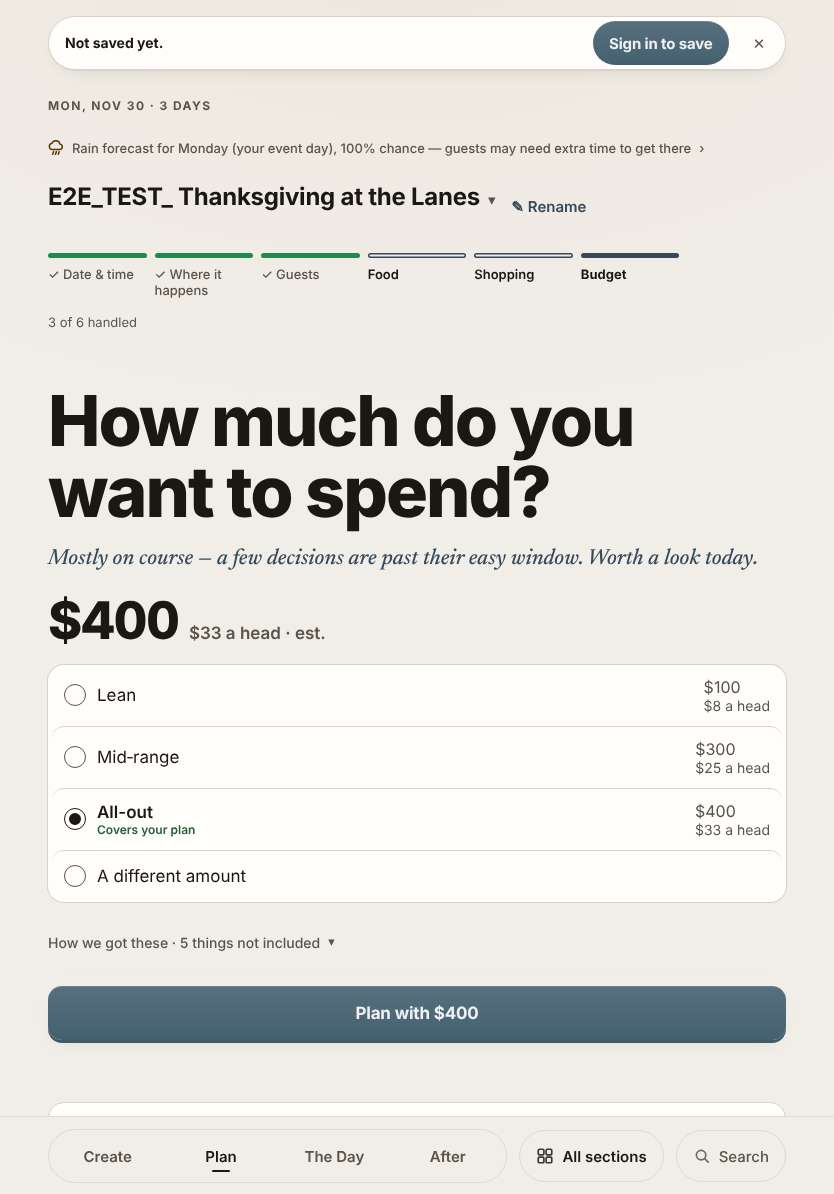 Not saved yet.
Sign in to save
×
MON, NOV 30 · 3 DAYS
Rain forecast for Monday (your event day), 100% chance — guests may need extra time to get there ›
E2E_TEST_ Thanksgiving at the Lanes ▾
✎ Rename
✓ Date & time
✓ Where it
happens
✓ Guests
Food
Shopping
Budget
3 of 6 handled
How much do you
want to spend?
Mostly on course — a few decisions are past their easy window. Worth a look today.
$400 $33 a head · est.
Lean
$100
$8 a head
Mid-range
$300
$25 a head
All-out
Covers your plan
$400
$33 a head
A different amount
How we got these · 5 things not included ▾
Plan with $400
Create
Plan
The Day
After
All sections
Search